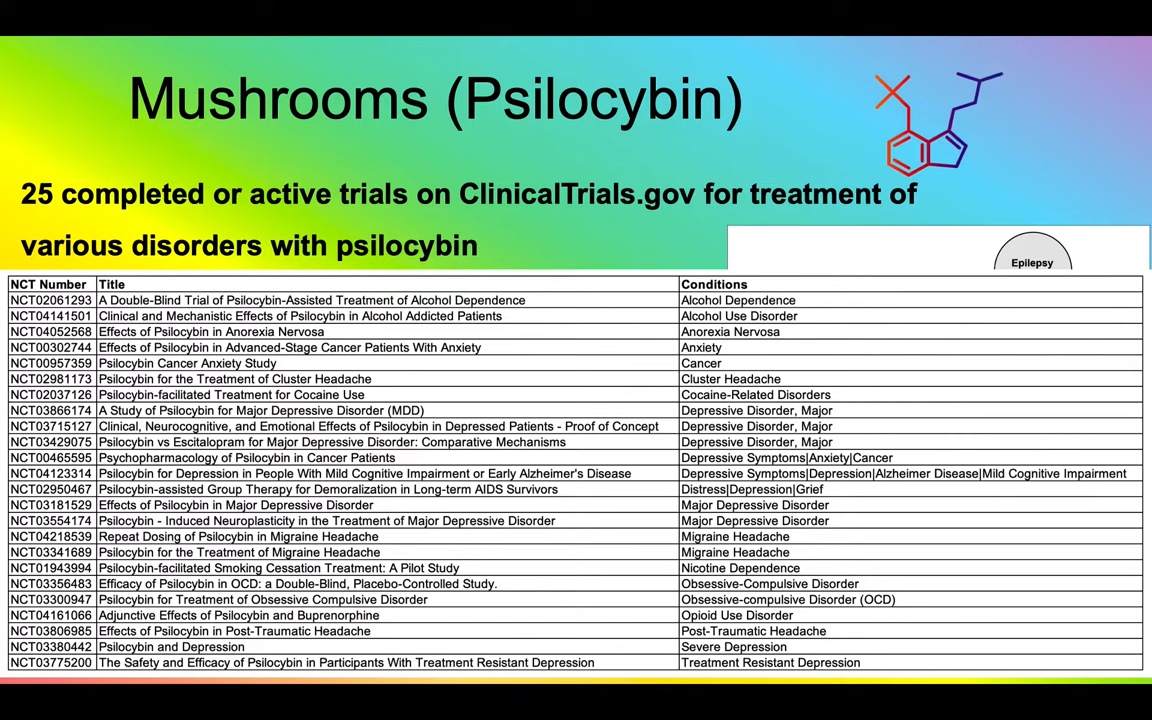 Mushrooms (Psilocybin)
25 completed or active trials on ClinicalTrials.gov for treatment of
various disorders with psilocybin
Epilepsy
NCT Number Title Conditions
NCT02061293 A Double-Blind Trial of Psilocybin-Assisted Treatment of Alcohol Dependence Alcohol Dependence
NCT04141501 Clinical and Mechanistic Effects of Psilocybin in Alcohol Addicted Patients Alcohol Use Disorder
NCT04052568 Effects of Psilocybin in Anorexia Nervosa Anorexia Nervosa
NCT00302744 Effects of Psilocybin in Advanced-Stage Cancer Patients With Anxiety Anxiety
NCT00957359 Psilocybin Cancer Anxiety Study Cancer
NCT02981173 Psilocybin for the Treatment of Cluster Headache Cluster Headache
NCT02037126 Psilocybin-facilitated Treatment for Cocaine Use Cocaine-Related Disorders
NCT03866174 A Study of Psilocybin for Major Depressive Disorder (MDD) Depressive Disorder, Major
NCT03715127 Clinical, Neurocognitive, and Emotional Effects of Psilocybin in Depressed Patients - Proof of Concept Depressive Disorder, Major
NCT03429075 Psilocybin vs Escitalopram for Major Depressive Disorder: Comparative Mechanisms Depressive Disorder, Major
NCT00465595 Psychopharmacology of Psilocybin in Cancer Patients Depressive Symptoms|Anxiety|Cancer
NCT04123314 Psilocybin for Depression in People With Mild Cognitive Impairment or Early Alzheimer's Disease Depressive Symptoms|Depression|Alzheimer Disease|Mild Cognitive Impairment
NCT02950467 Psilocybin-assisted Group Therapy for Demoralization in Long-term AIDS Survivors Distress|Depression|Grief
NCT03181529 Effects of Psilocybin in Major Depressive Disorder Major Depressive Disorder
NCT03554174 Psilocybin - Induced Neuroplasticity in the Treatment of Major Depressive Disorder Major Depressive Disorder
NCT04218539 Repeat Dosing of Psilocybin in Migraine Headache Migraine Headache
NCT03341689 Psilocybin for the Treatment of Migraine Headache Migraine Headache
NCT01943994 Psilocybin-facilitated Smoking Cessation Treatment: A Pilot Study Nicotine Dependence
NCT03356483 Efficacy of Psilocybin in OCD: a Double-Blind, Placebo-Controlled Study. Obsessive-Compulsive Disorder
NCT03300947 Psilocybin for Treatment of Obsessive Compulsive Disorder Obsessive-compulsive Disorder (OCD)
NCT04161066 Adjunctive Effects of Psilocybin and Buprenorphine Opioid Use Disorder
NCT03806985 Effects of Psilocybin in Post-Traumatic Headache Post-Traumatic Headache
NCT03380442 Psilocybin and Depression Severe Depression
NCT03775200 The Safety and Efficacy of Psilocybin in Participants With Treatment Resistant Depression Treatment Resistant Depression